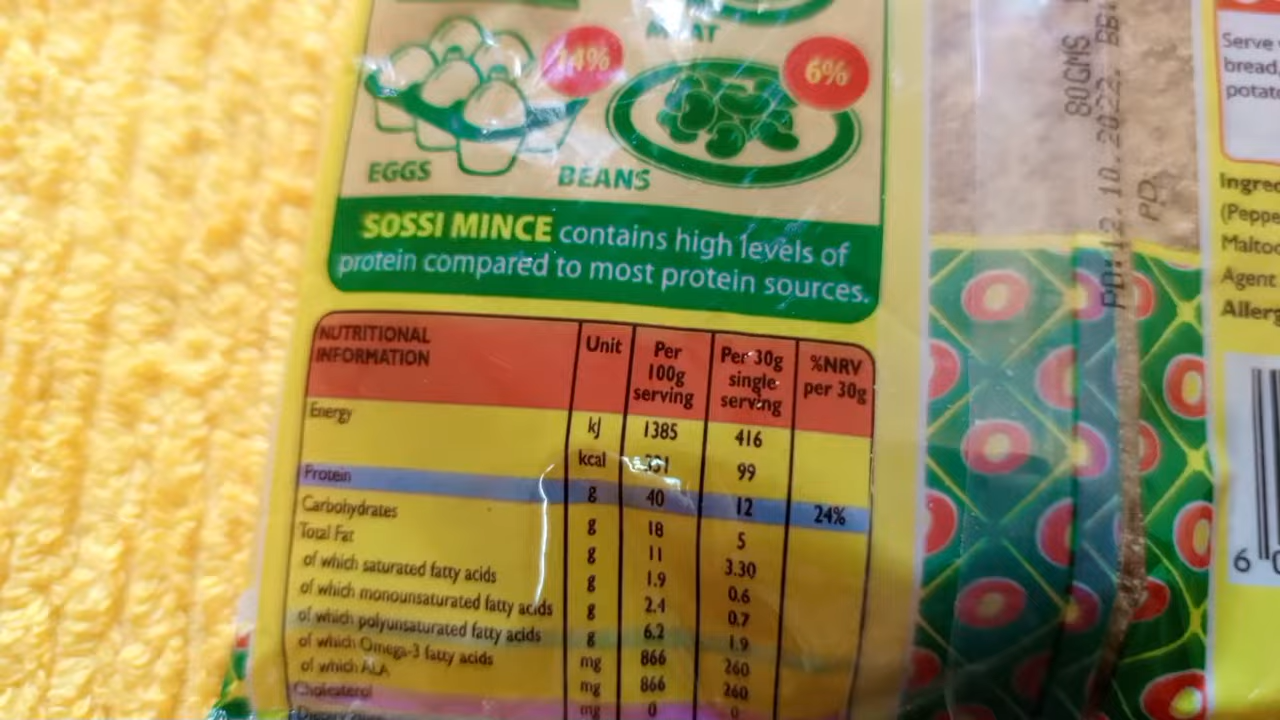 14%
6%
EGGS
BEANS
SOSSI MINCE contains high levels of
protein compared to most protein sources.
NUTRITIONAL INFORMATION Unit Per 100g serving Per 30g single serving %NRV per 30g
Energy kJ 1385 416
kcal 99
Protein g 40 12 24%
Carbohydrates g 18 5
Total Fat g 11 3.30
of which saturated fatty acids g 1.9 0.6
of which monounsaturated fatty acids g 2.4 0.7
of which polyunsaturated fatty acids g 6.2 1.9
of which Omega-3 fatty acids mg 866 260
of which ALA mg 866 260
Cholesterol mg 0 0
80GMS
PD:12.10.2022. BB:
PD
Serve
bread,
(Peppe
Agent
6